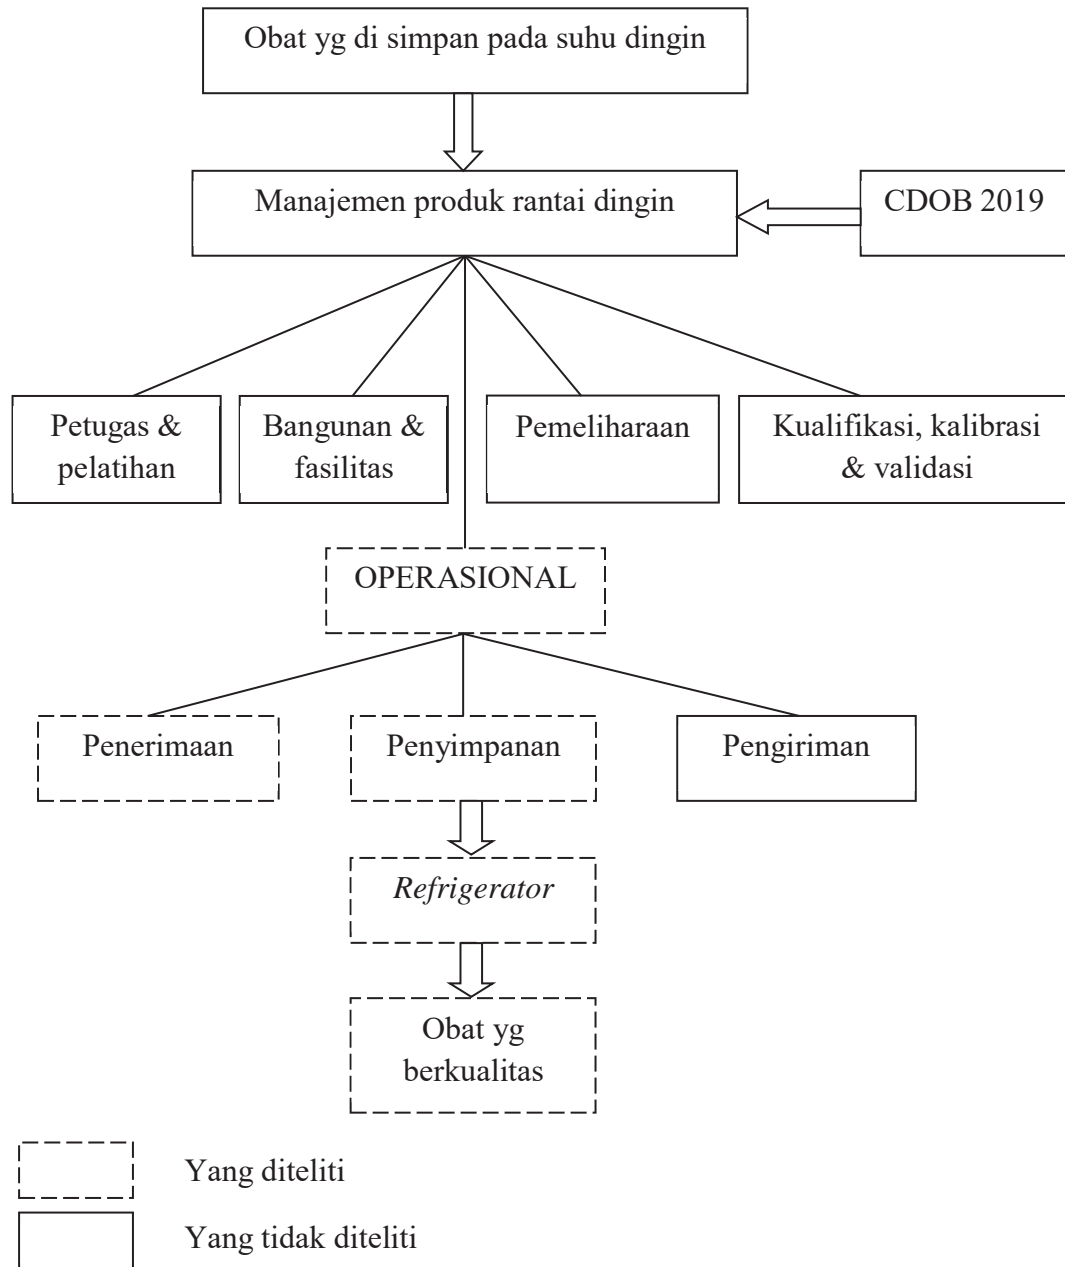 Obat yg di simpan pada suhu dingin
Manajemen produk rantai dingin
CDOB 2019
Petugas &
pelatihan
Bangunan &
fasilitas
Pemeliharaan
Kualifikasi, kalibrasi
& validasi
OPERASIONAL
Penerimaan
Penyimpanan
Pengiriman
Refrigerator
Obat yg
berkualitas
Yang diteliti
Yang tidak diteliti